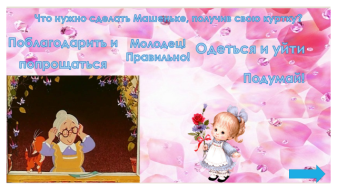 Что нужно сделать Машеньке, получив свою куклу?
Поблагодарить и
попрощаться
Молодец!
Правильно!
Одеться и уйти
Подумай!